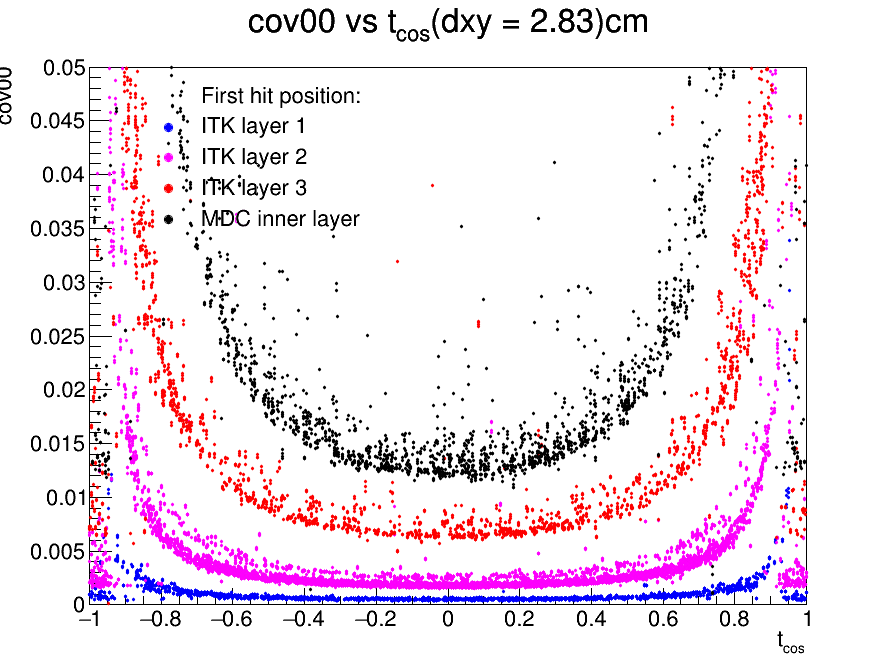 cov00 vs tcos(dxy = 2.83)cm
cov00
0.05
0.045
0.04
0.035
0.03
0.025
0.02
0.015
0.01
0.005
0
First hit position:
ITK layer 1
ITK layer 2
ITK layer 3
MDC inner layer
−1 −0.8 −0.6 −0.4 −0.2 0 0.2 0.4 0.6 0.8 1
tcos